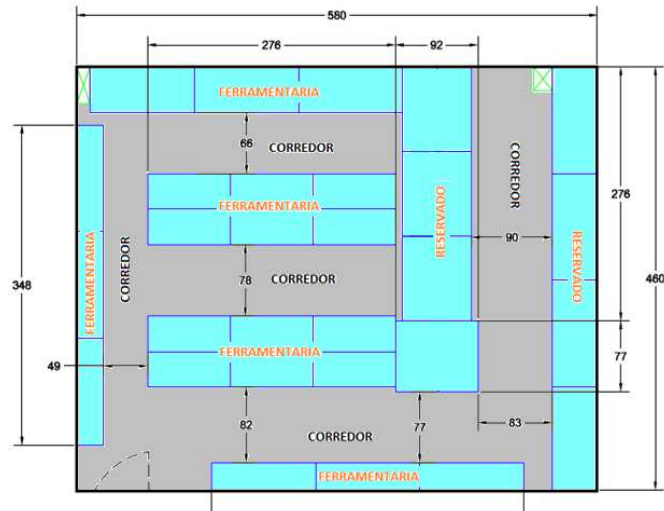 580
276
92
FERRAMENTARIA
66
CORREDOR
CORREDOR
276
FERRAMENTARIA
RESERVADO
90
RESERVADO
FERRAMENTARIA
CORREDOR
348
78
CORREDOR
460
FERRAMENTARIA
49
77
82
77
83
CORREDOR
FERRAMENTARIA